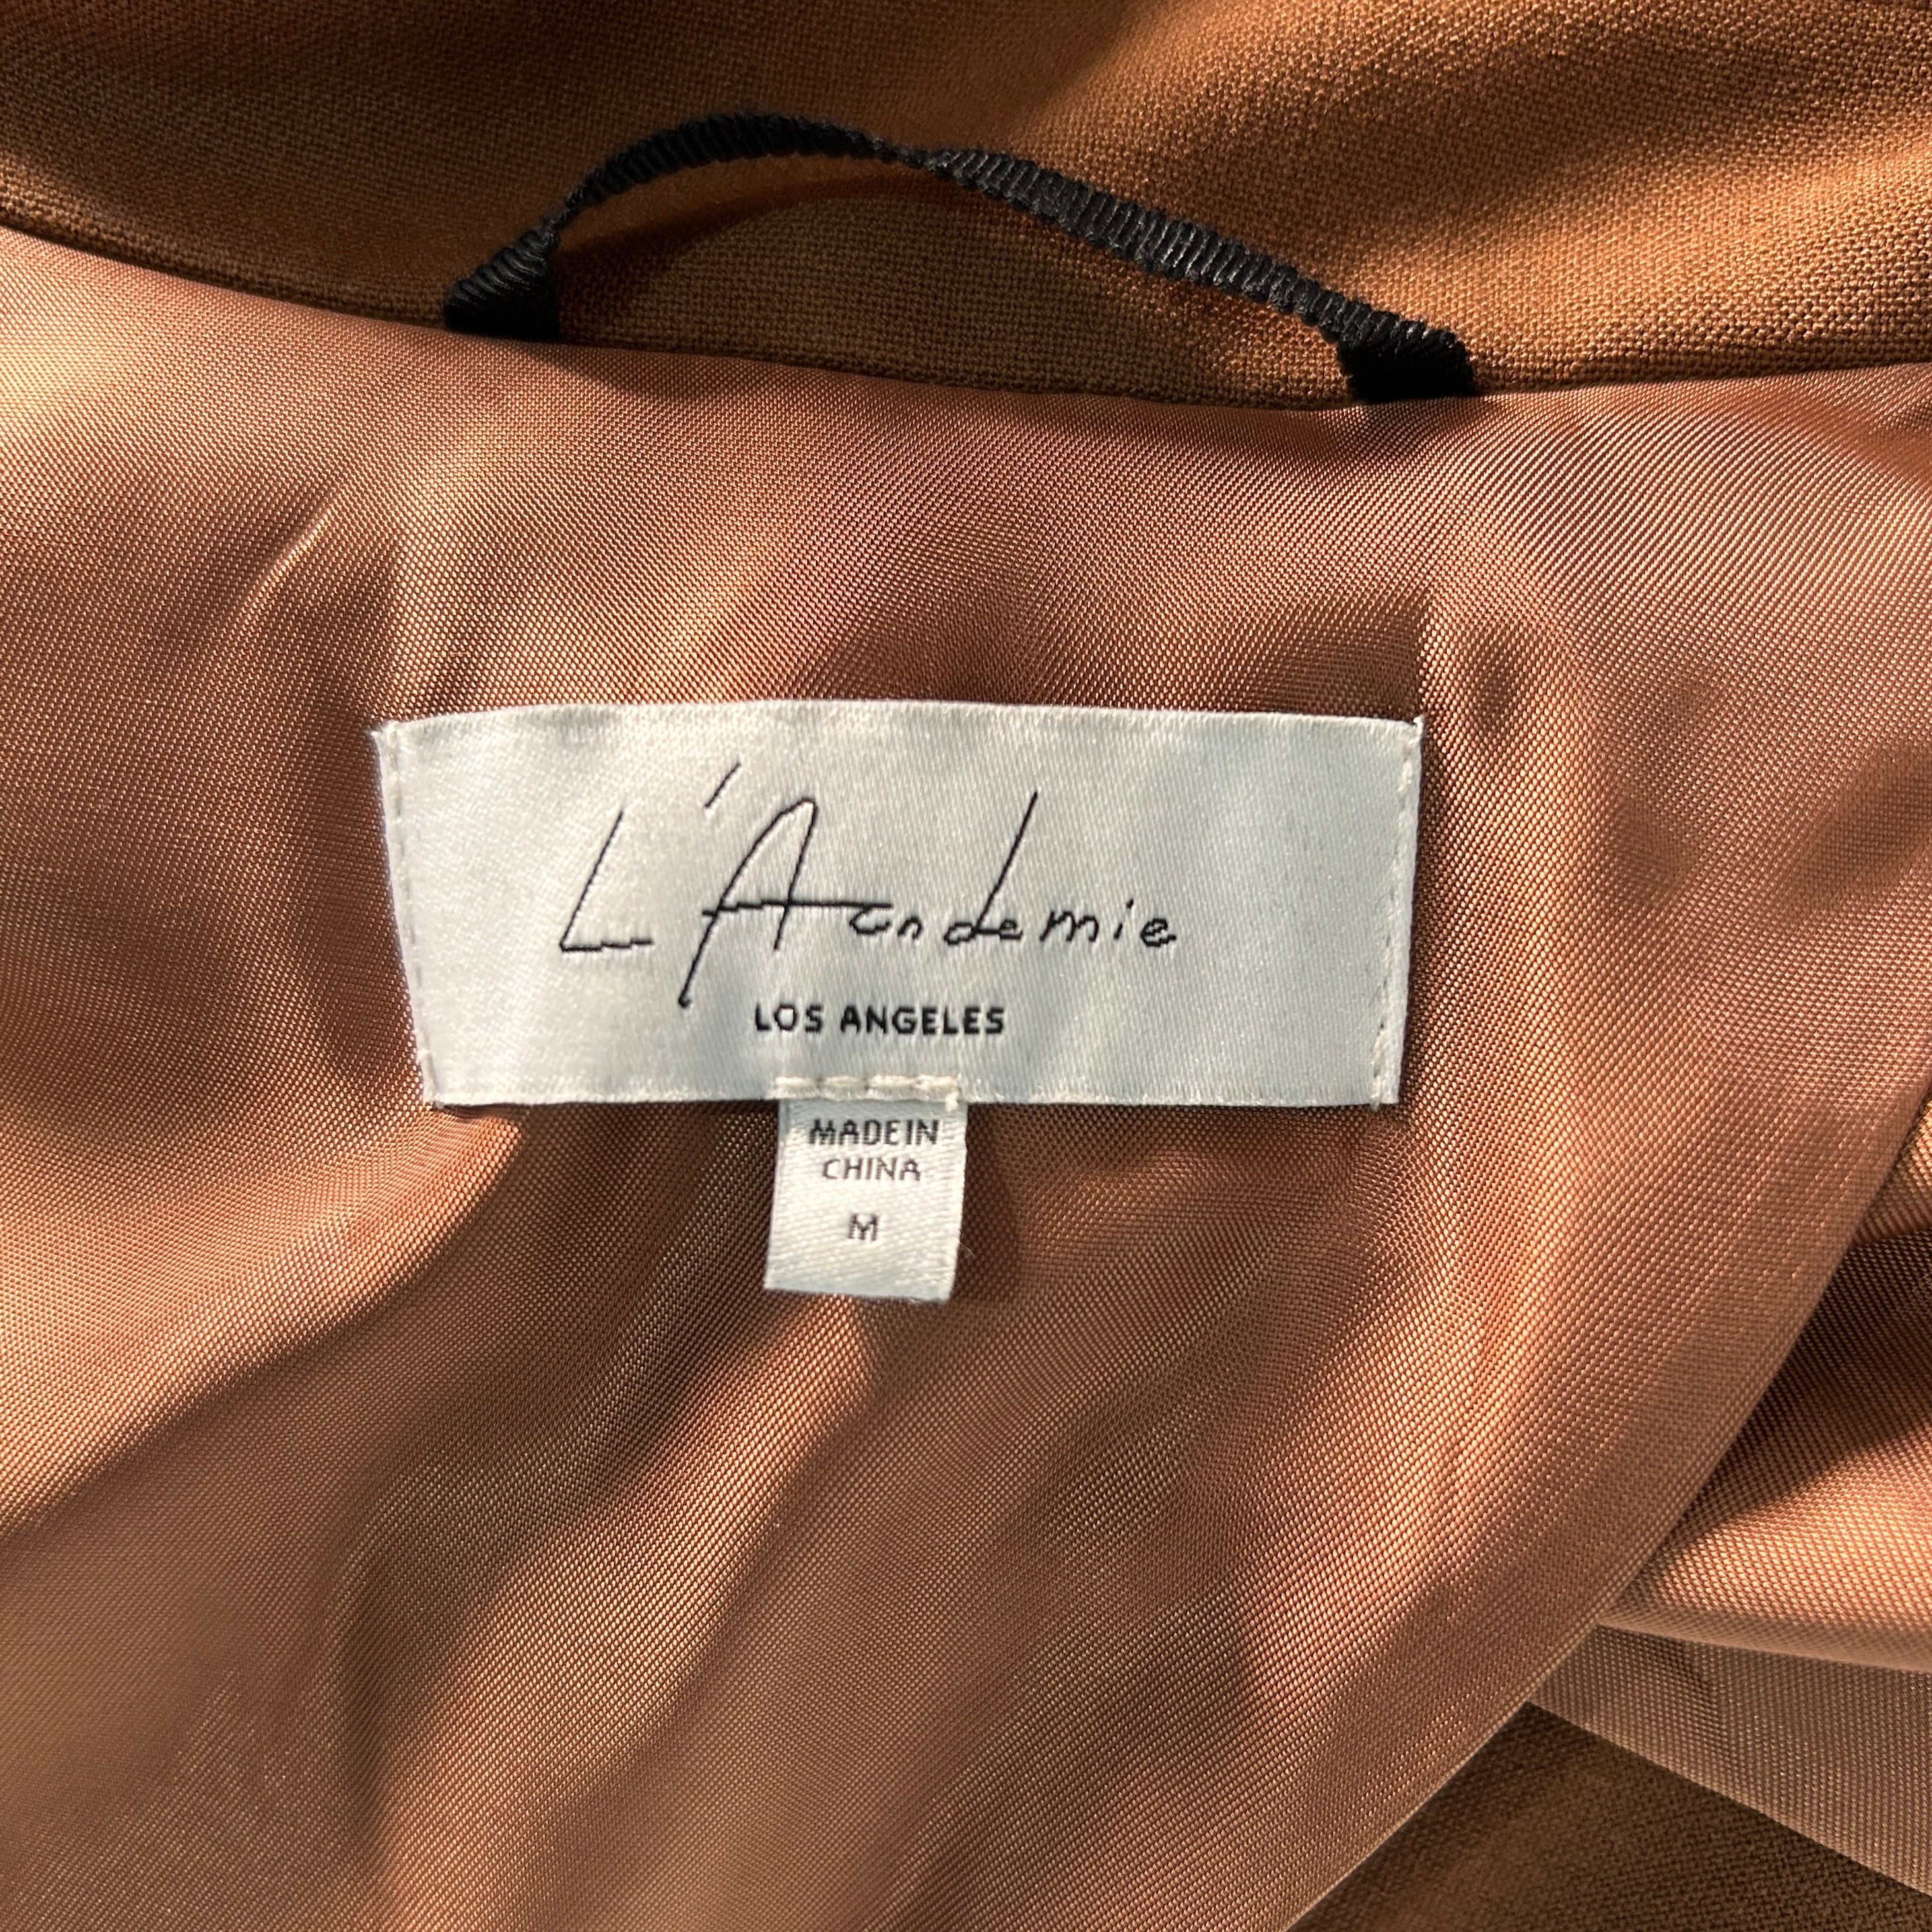 L'Academie
LOS ANGELES
MADE IN
CHINA
M